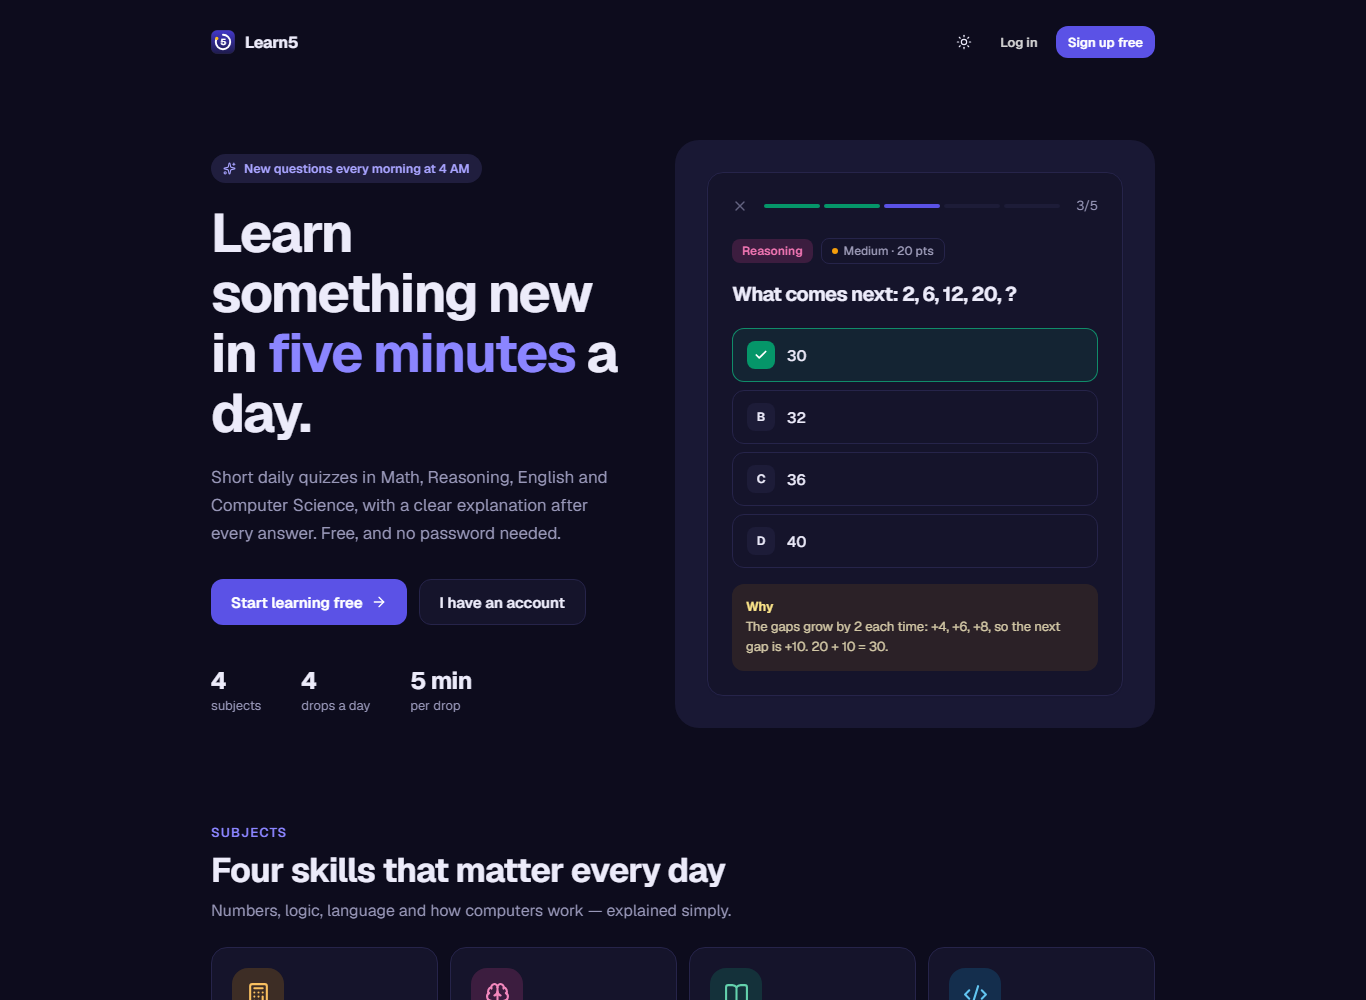 5 Learn5
Log in
Sign up free
New questions every morning at 4 AM
Learn
something new
in five minutes a
day.
Short daily quizzes in Math, Reasoning, English and
Computer Science, with a clear explanation after
every answer. Free, and no password needed.
Start learning free →
I have an account
4
subjects
4
drops a day
5 min
per drop
3/5
Reasoning
Medium · 20 pts
What comes next: 2, 6, 12, 20, ?
30
B 32
C 36
D 40
Why
The gaps grow by 2 each time: +4, +6, +8, so the next
gap is +10. 20 + 10 = 30.
SUBJECTS
Four skills that matter every day
Numbers, logic, language and how computers work — explained simply.